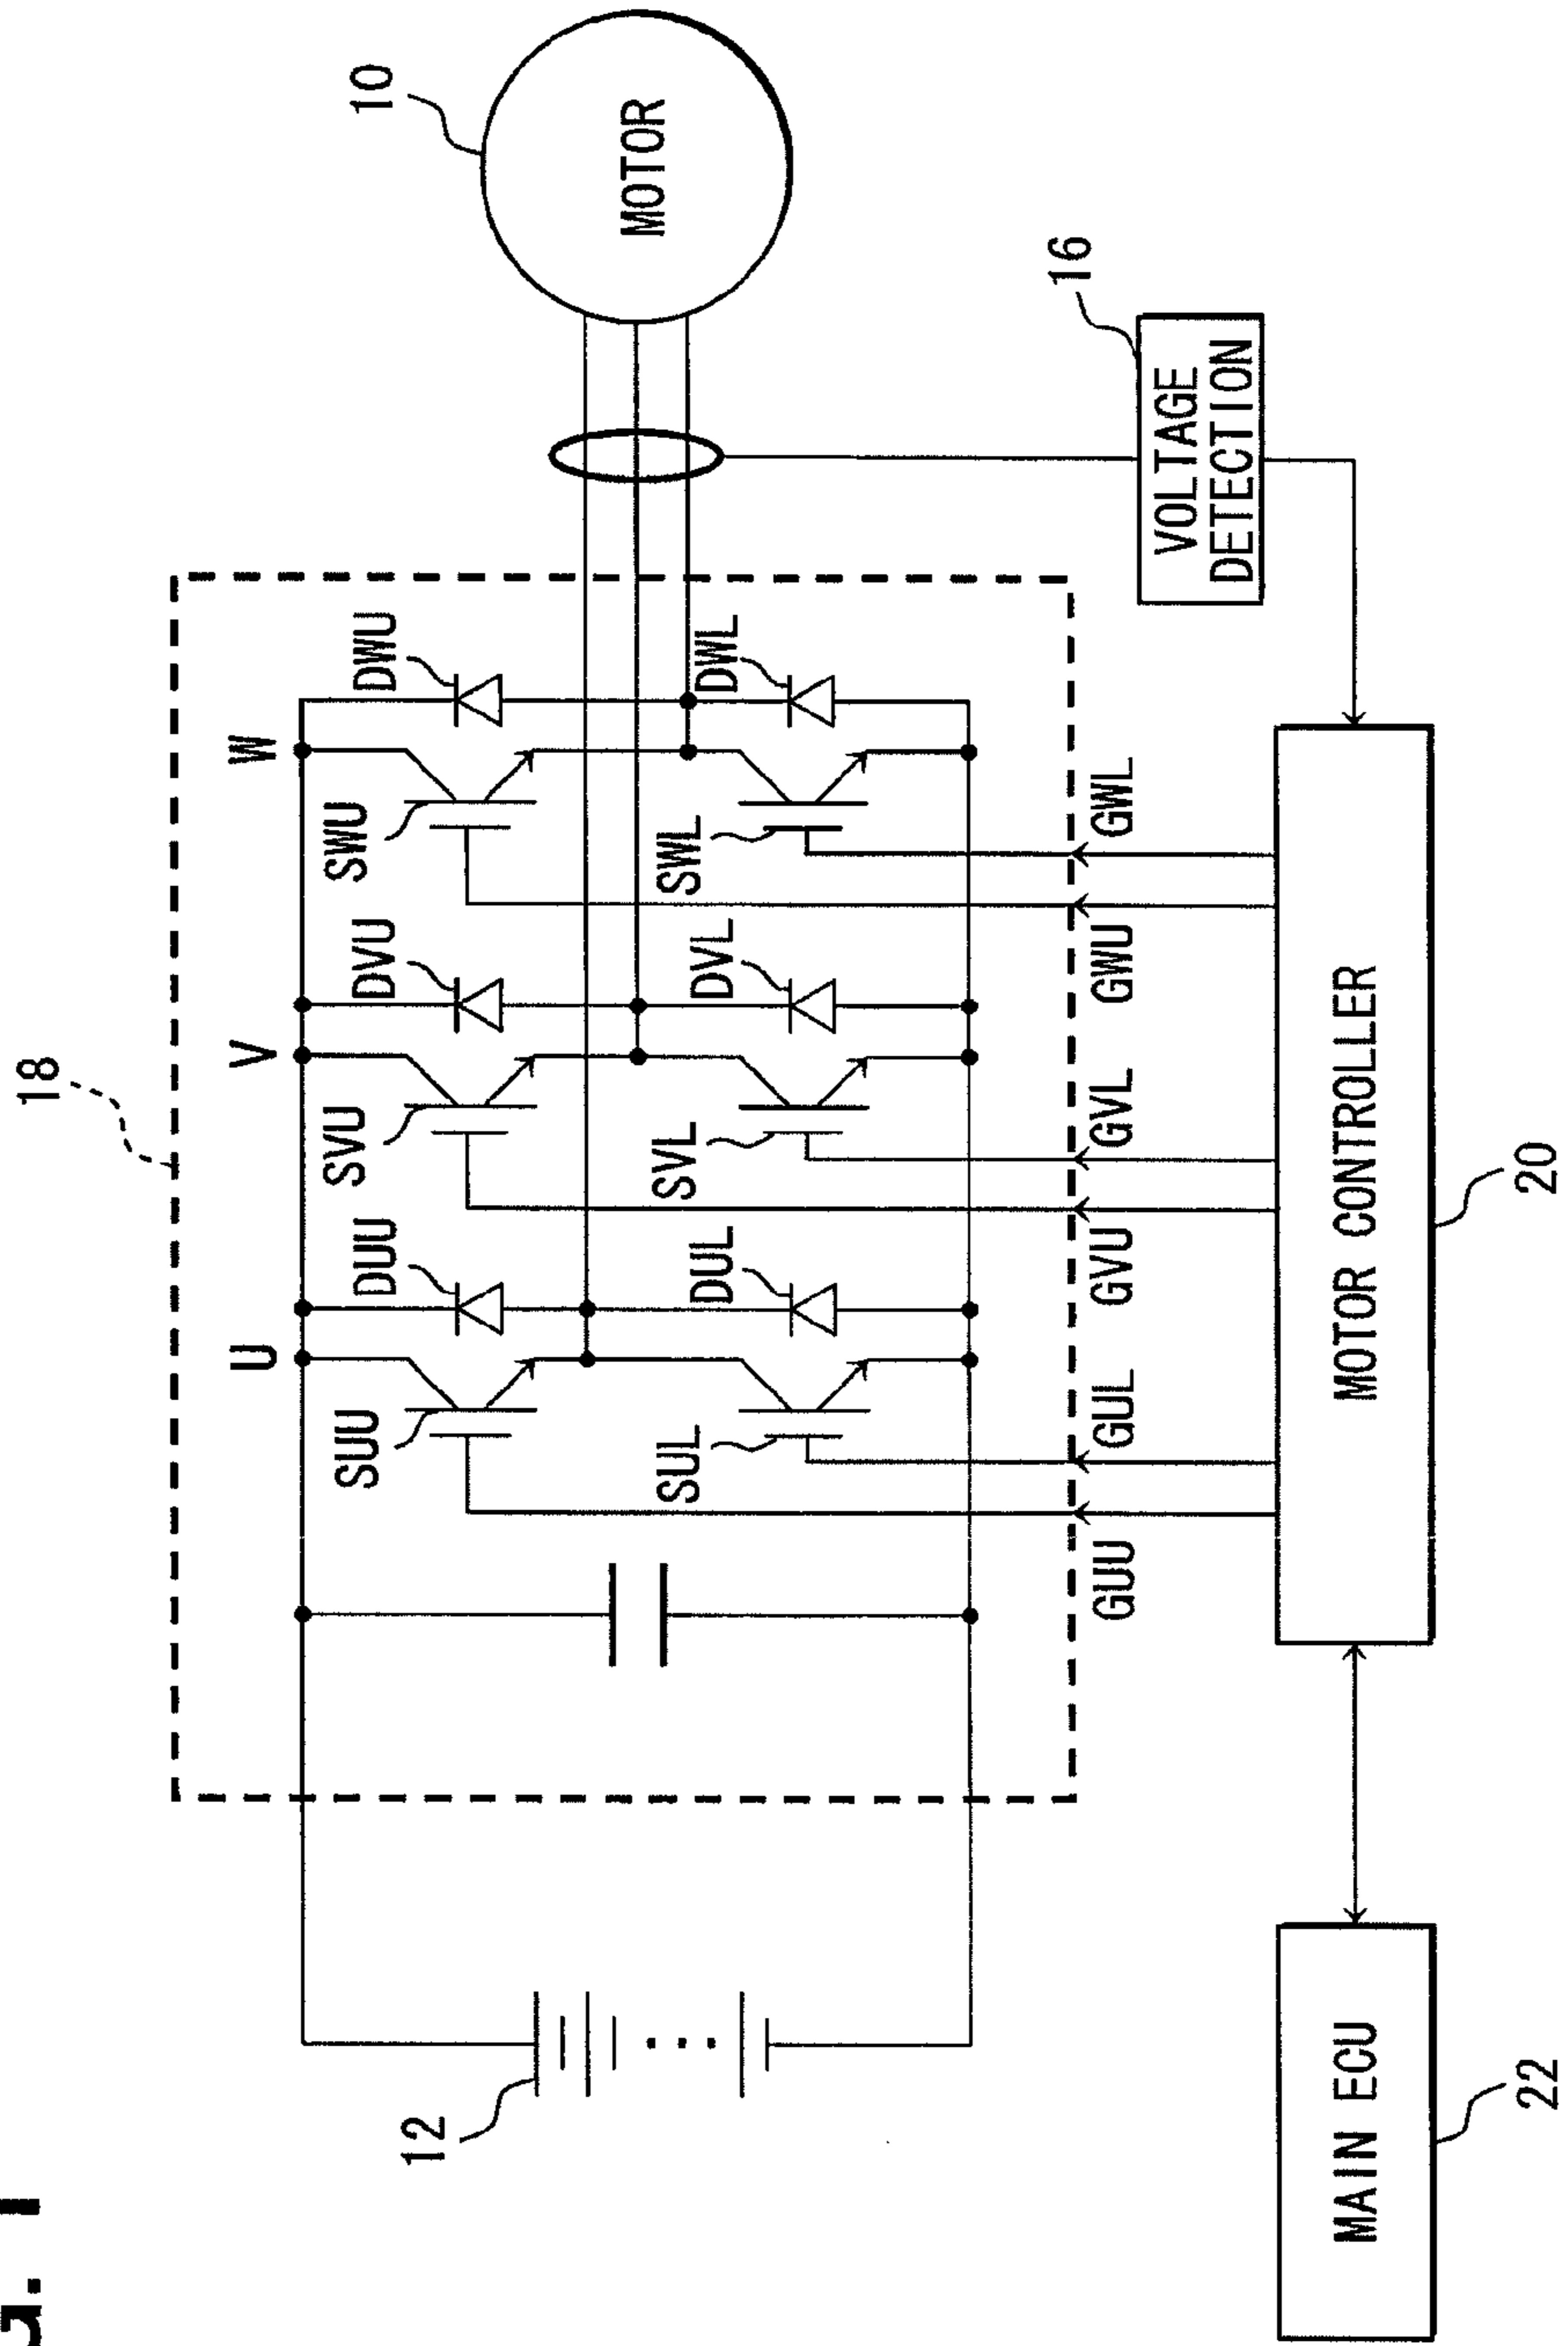 18
U
V
W
SUU
DUU
SVU
DVU
SWU
DWU
10
MOTOR
12
SUL
DUL
SVL
DVL
SWL
DWL
GUU
GUL
GVU
GVL
GWU
GWL
16
VOLTAGE
DETECTION
MAIN ECU
MOTOR CONTROLLER
22
20